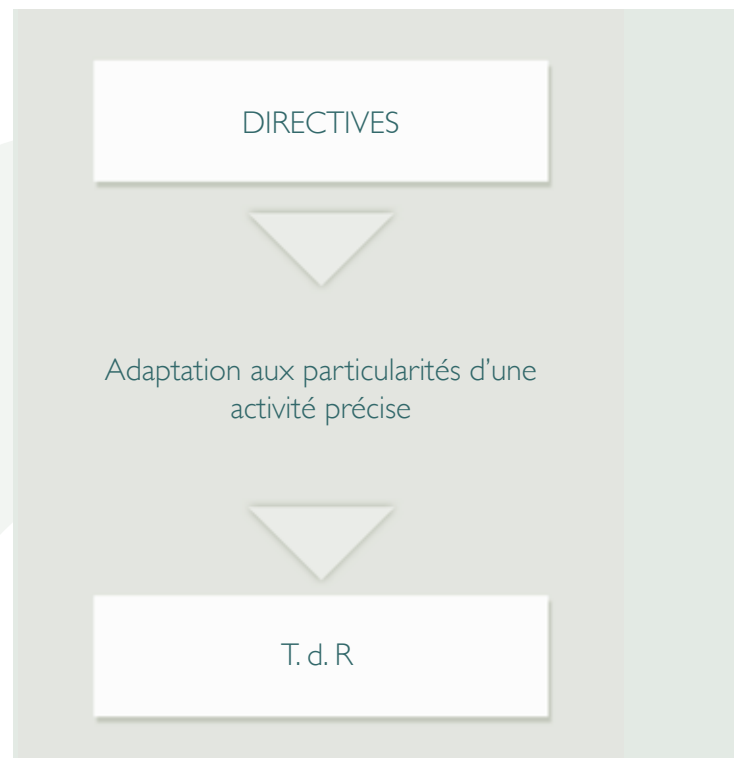 DIRECTIVES
Adaptation aux particularités d’une
activité précise
T. d. R